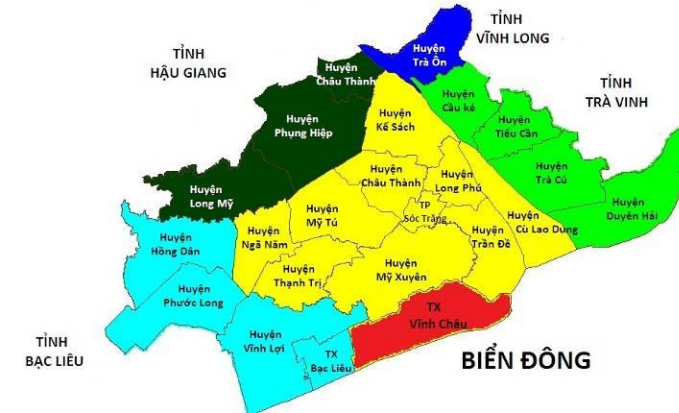 TỈNH
VĨNH LONG
TỈNH
HẬU GIANG
Huyện
Trà Ôn
Huyện
Châu Thành
TỈNH
TRÀ VINH
Huyện
Cầu ké
Huyện
Kế Sách
Huyện
Tiểu Cần
Huyện
Phụng Hiệp
Huyện
Châu Thành
Huyện
Long Phú
Huyện
Trà Cú
Huyện
Long Mỹ
Huyện
Duyên Hải
TP
Sóc Trăng
Huyện
Mỹ Tú
Huyện
Cù Lao Dung
Huyện
Ngã Năm
Huyện
Trần Đề
Huyện
Hồng Dân
Huyện
Thạnh Trị
Huyện
Mỹ Xuyên
Huyện
Phước Long
TX
Vĩnh Châu
TỈNH
BẠC LIÊU
Huyện
Vĩnh Lợi
TX
Bạc Liêu
BIỂN ĐÔNG